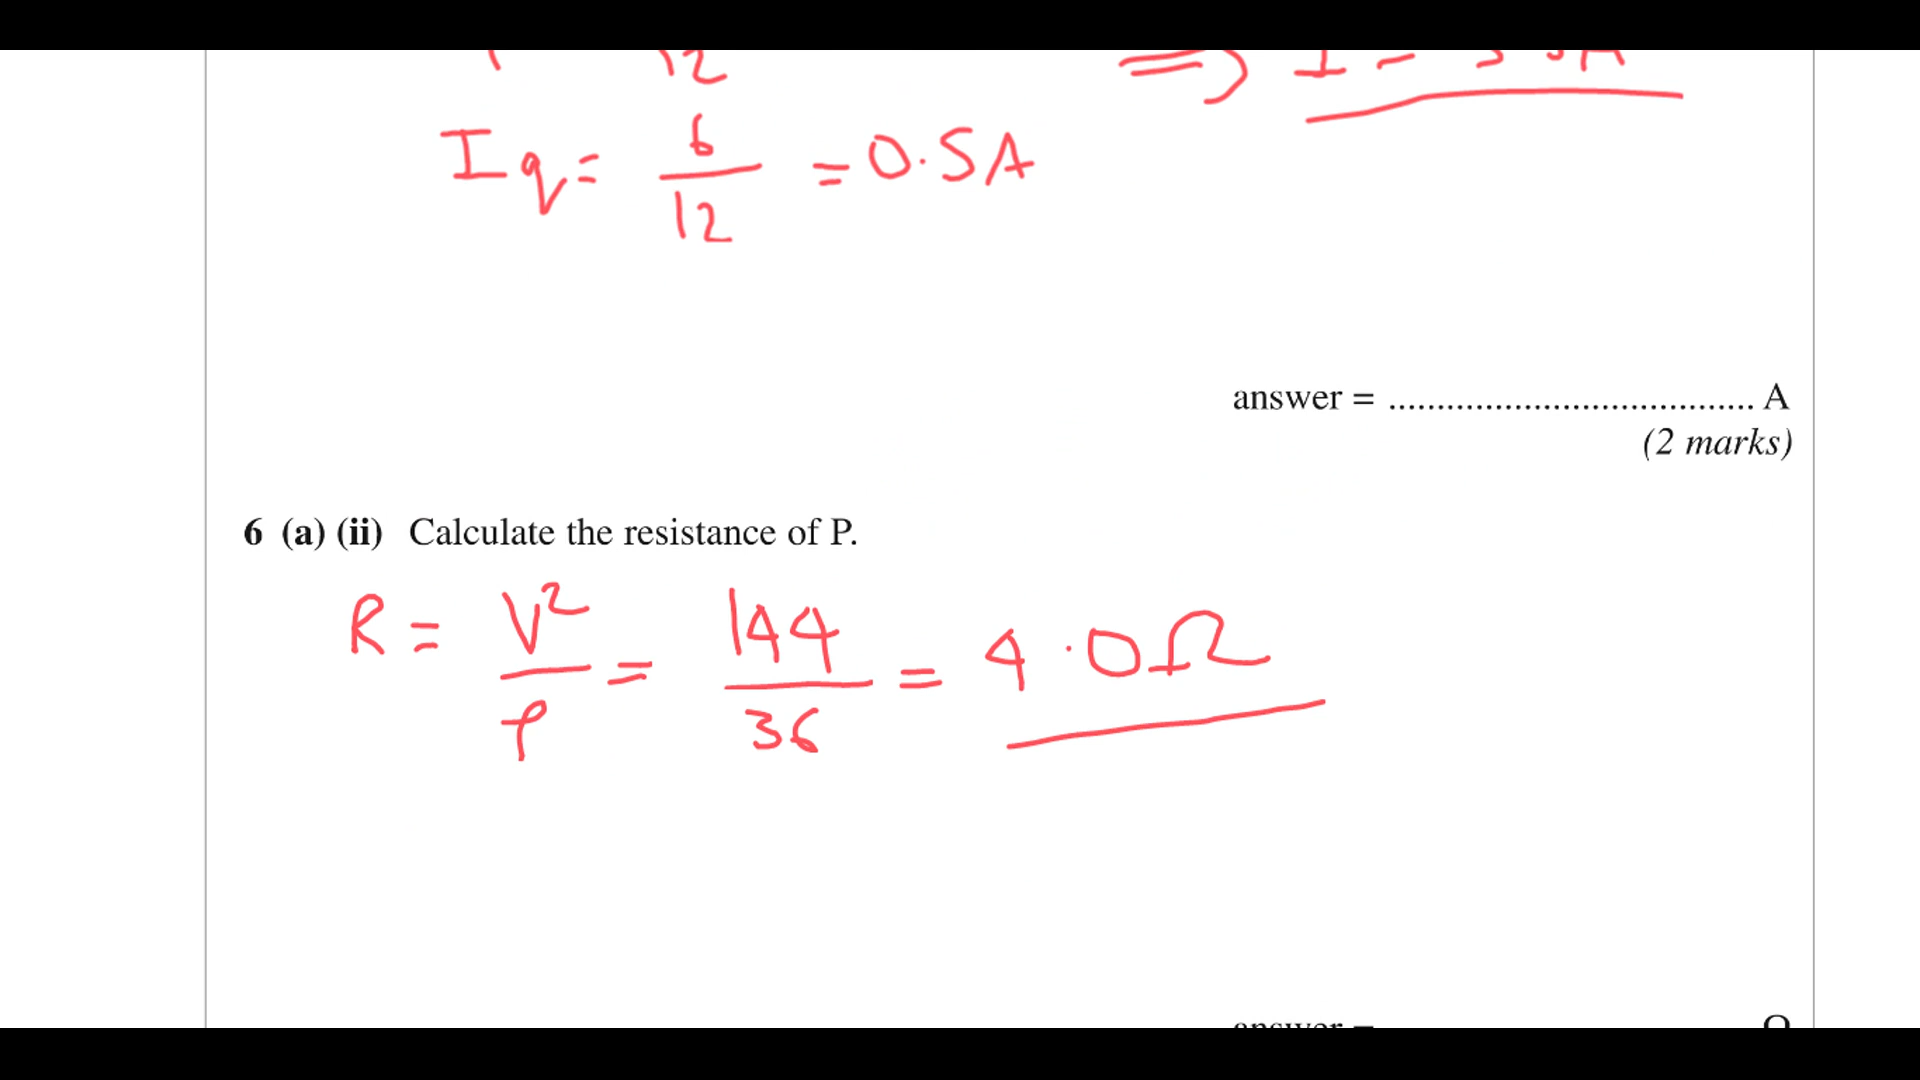 12
Iq = 6/12 = 0.5A
answer = ...................................... A
(2 marks)
6 (a) (ii) Calculate the resistance of P.
R = V²/P = 144/36 = 4.0Ω